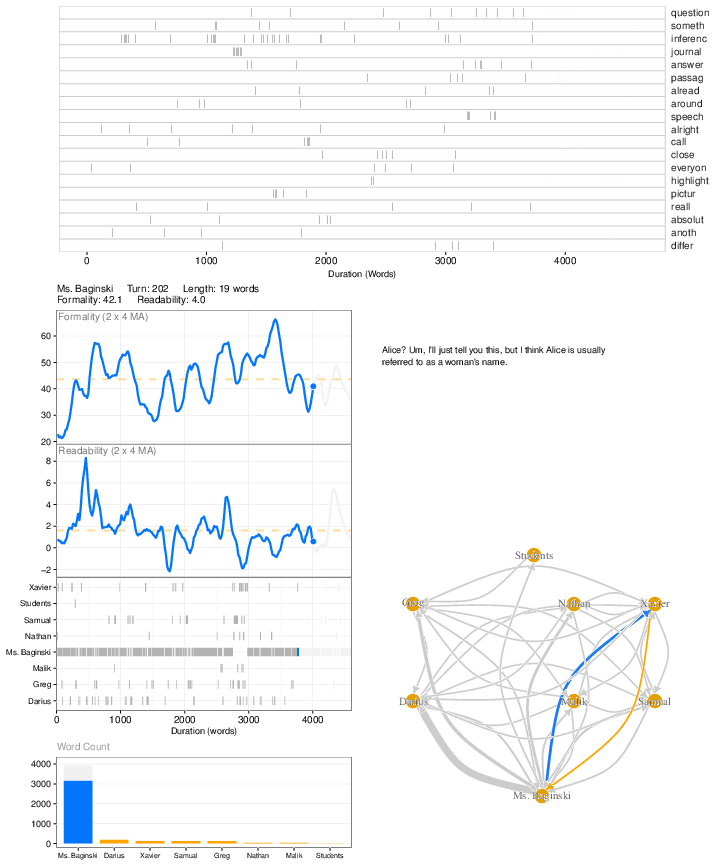 question
someth
inferenc
journal
answer
passag
alread
around
speech
alright
call
close
everyon
highlight
pictur
reall
absolut
anoth
differ
0 1000 2000 3000 4000
Duration (Words)
Ms. Baginski Turn: 202 Length: 19 words
Formality: 42.1 Readability: 4.0
Formality (2 x 4 MA)
60
50
40
30
20
Alice? Um, I'll just tell you this, but I think Alice is usually
referred to as a woman's name.
Readability (2 x 4 MA)
8
6
4
2
0
−2
Xavier
Students
Samual
Nathan
Ms. Baginski
Malik
Greg
Darius
0 1000 2000 3000 4000
Duration (words)
Students
Greg Nathan Xavier
Darius Malik Samual
Ms. Baginski
Word Count
4000
3000
2000
1000
0
Ms. Baginski Darius Xavier Samual Greg Nathan Malik Students